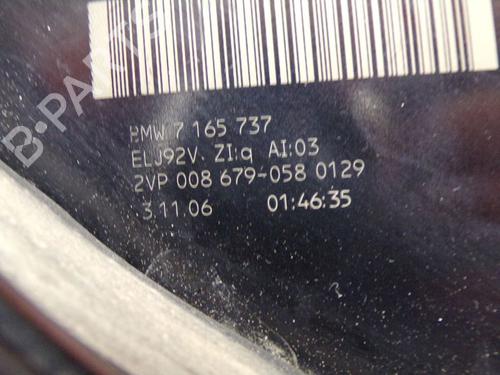 B-PARTS
BMW 7 165 737
ELJ92V. ZI:q AI:03
2VP 008 679-058 0129
3.11.06 01:46:35